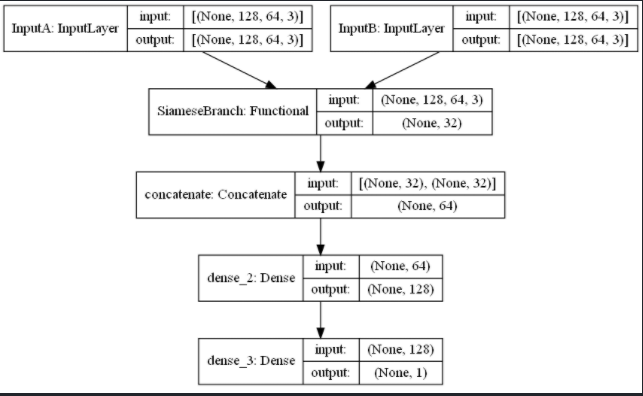 InputA: InputLayer input: [(None, 128, 64, 3)] output: [(None, 128, 64, 3)]
InputB: InputLayer input: [(None, 128, 64, 3)] output: [(None, 128, 64, 3)]
SiameseBranch: Functional input: (None, 128, 64, 3) output: (None, 32)
concatenate: Concatenate input: [(None, 32), (None, 32)] output: (None, 64)
dense_2: Dense input: (None, 64) output: (None, 128)
dense_3: Dense input: (None, 128) output: (None, 1)